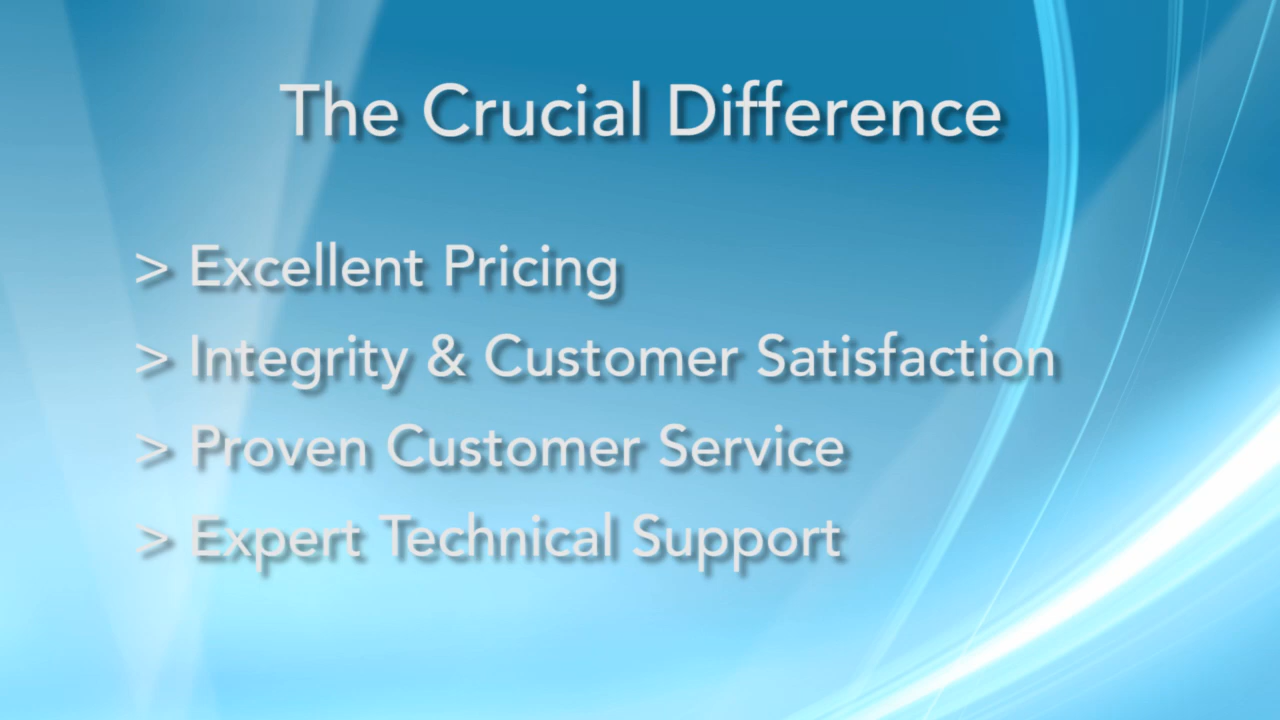 The Crucial Difference
> Excellent Pricing
> Integrity & Customer Satisfaction
> Proven Customer Service
> Expert Technical Support